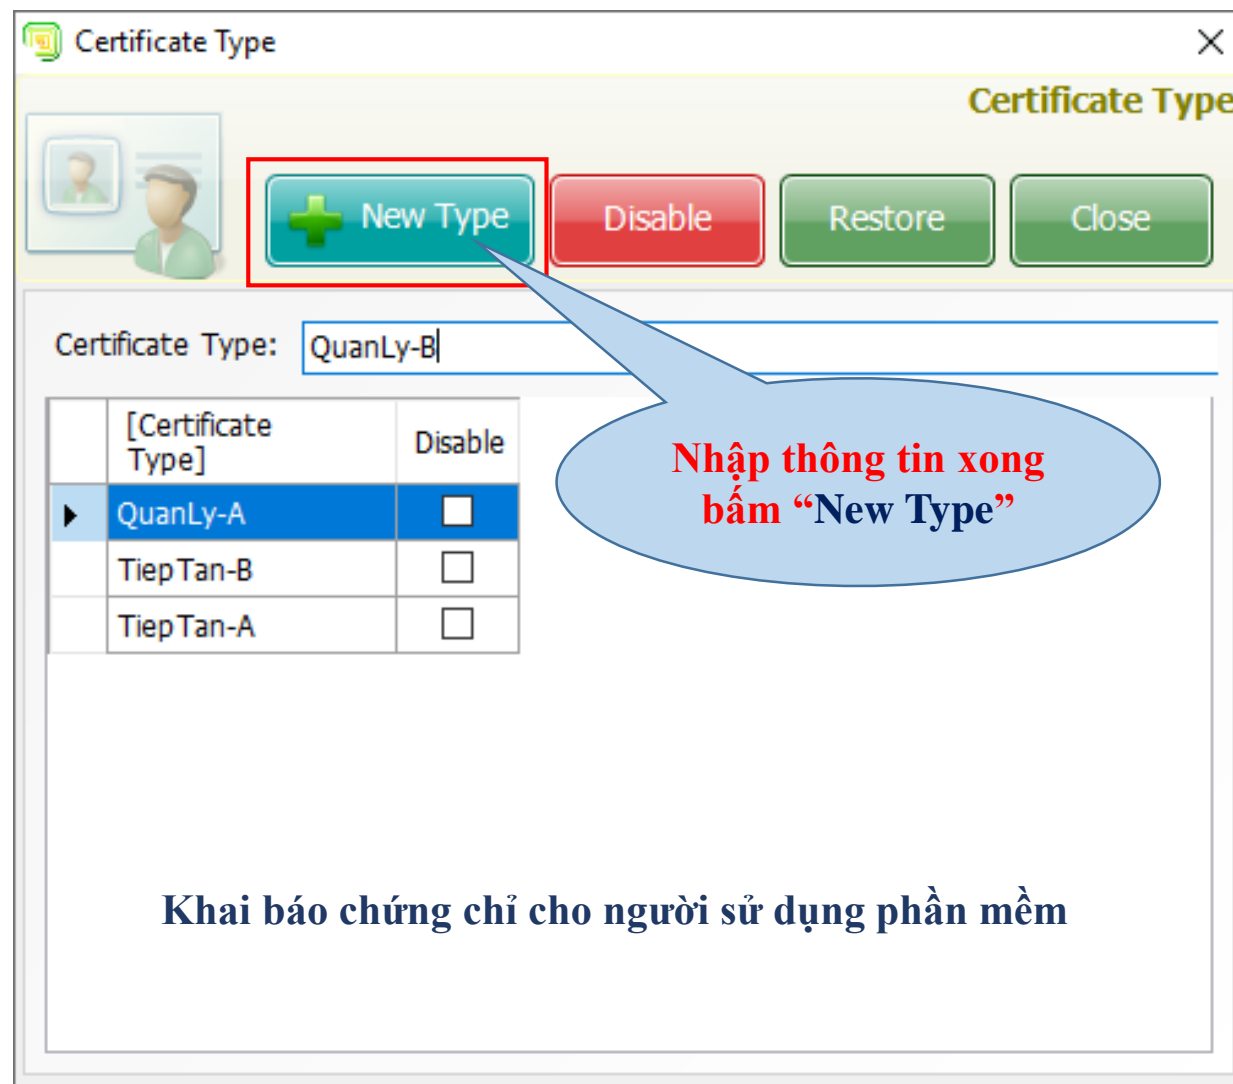 Certificate Type
Certificate Type
New Type
Disable
Restore
Close
Certificate Type:
QuanLy-B
[Certificate
Type]
Disable
QuanLy-A
TiepTan-B
TiepTan-A
Nhập thông tin xong
bấm “New Type”
Khai báo chứng chỉ cho người sử dụng phần mềm